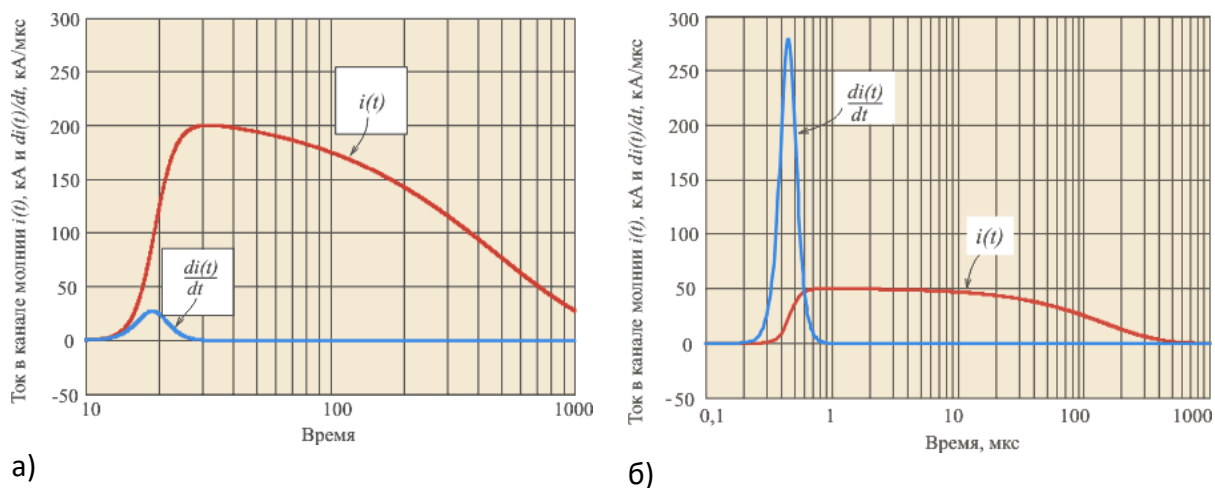 Ток в канале молнии i(t), кА и di(t)/dt, кА/мкс
300
250
200
150
100
50
0
-50
i(t)
di(t)
dt
10
100
1000
Время
а)
Ток в канале молнии i(t), кА и di(t)/dt, кА/мкс
300
250
200
150
100
50
0
-50
di(t)
dt
i(t)
0,1
1
10
100
1000
Время, мкс
б)